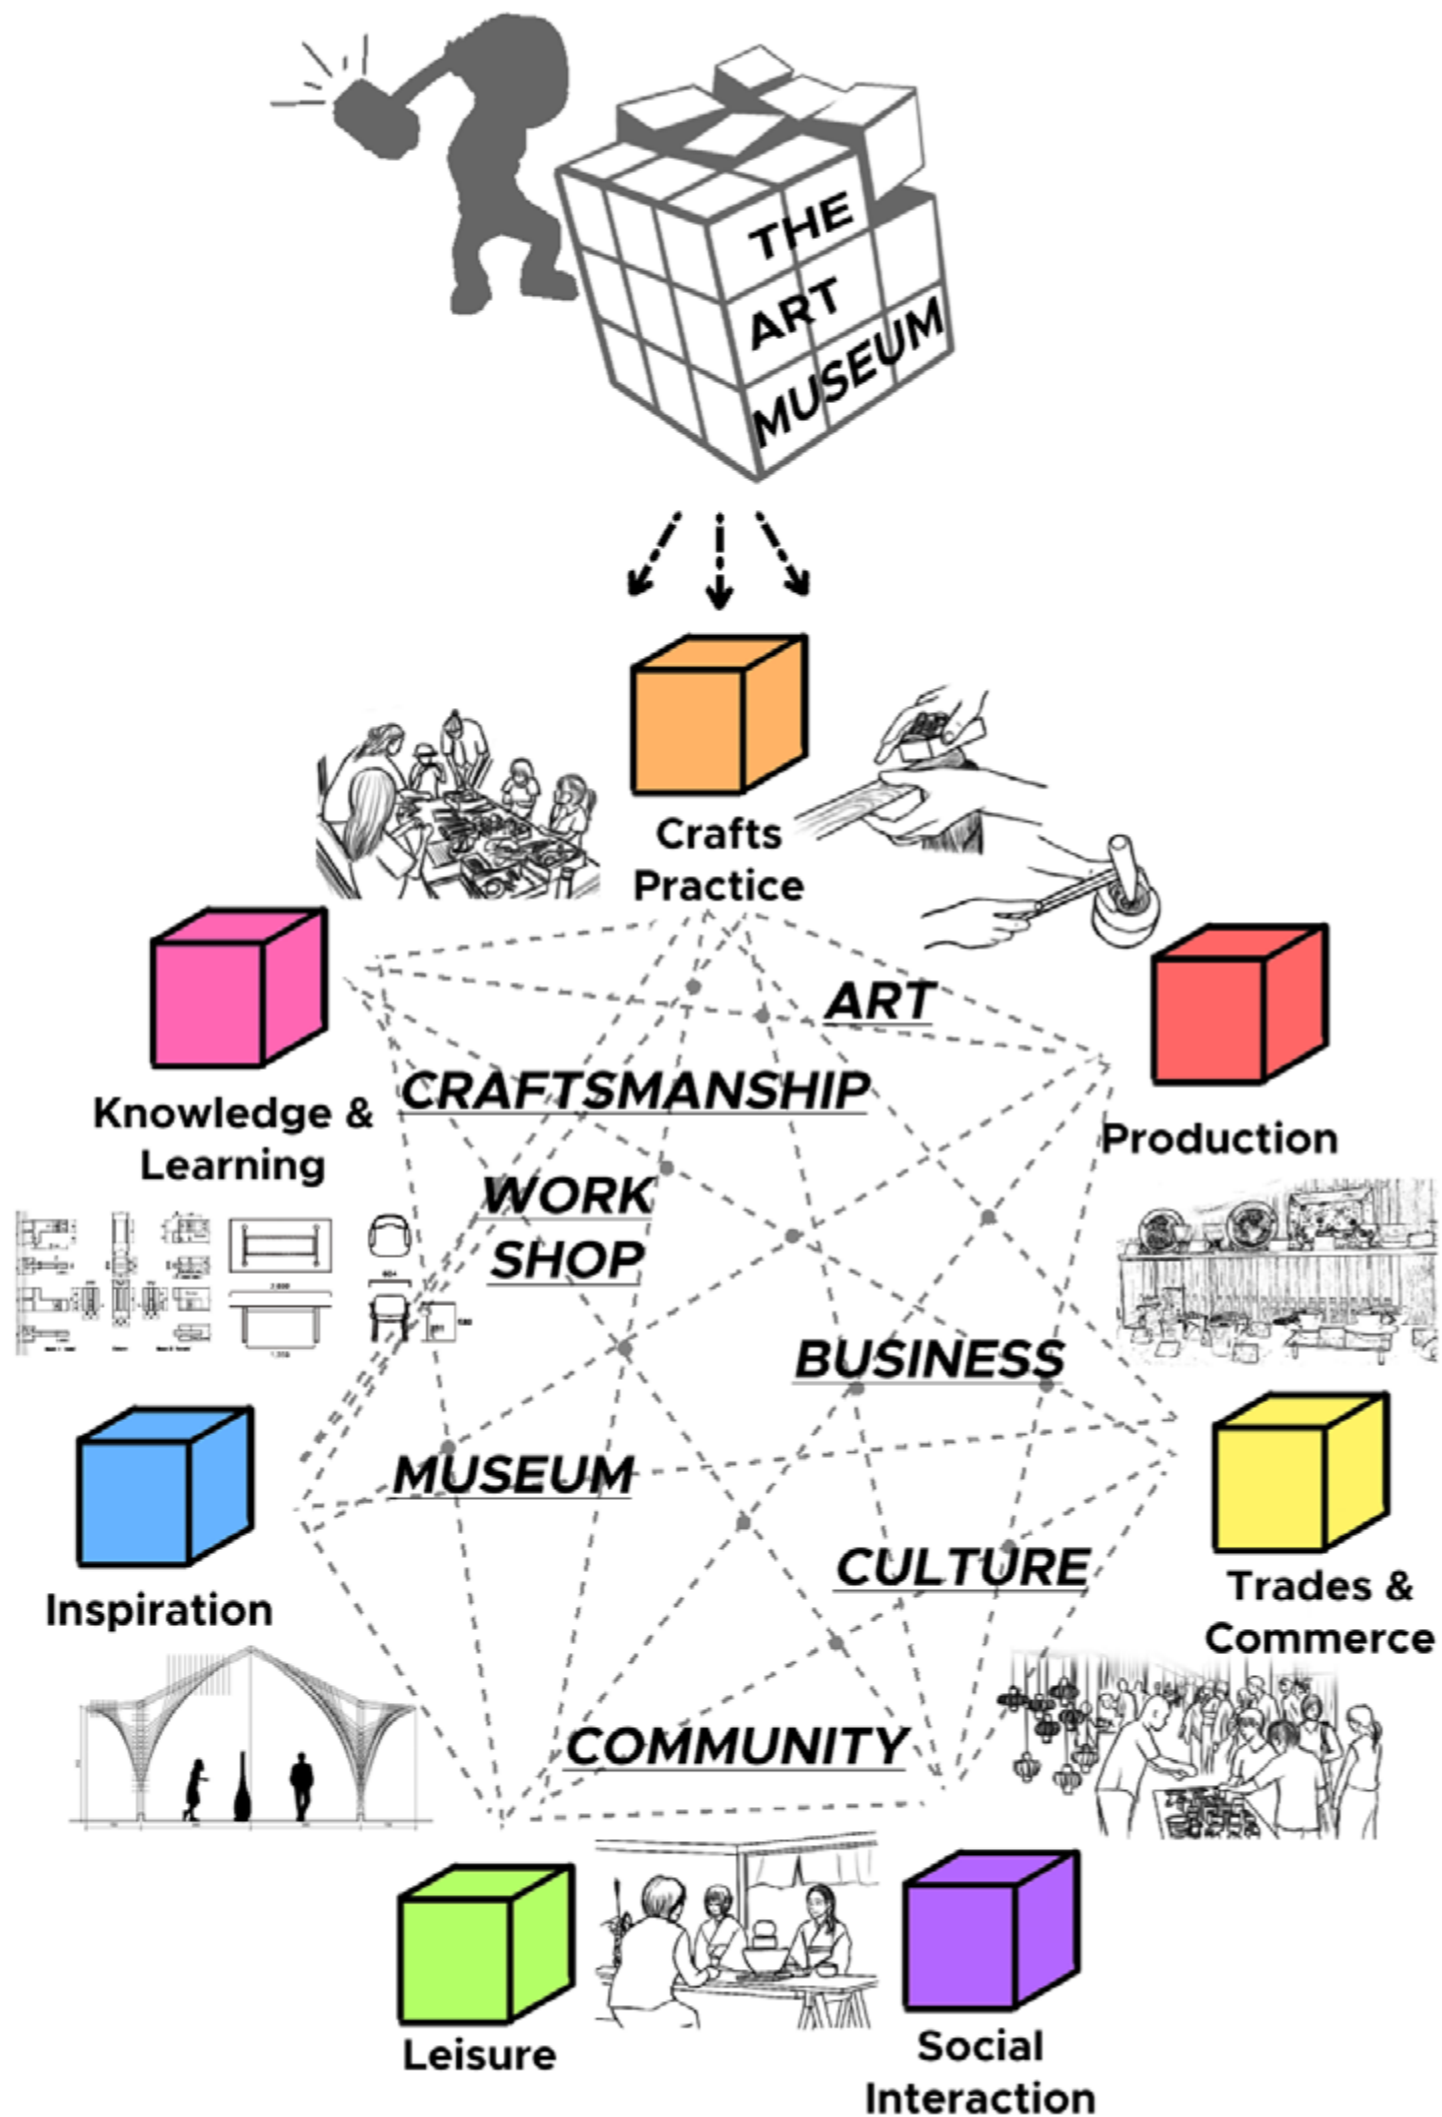 THE
ART
MUSEUM
Crafts
Practice
ART
CRAFTSMANSHIP
Knowledge &
Learning
Production
WORK
SHOP
BUSINESS
MUSEUM
CULTURE
Inspiration
Trades &
Commerce
COMMUNITY
Leisure
Social
Interaction